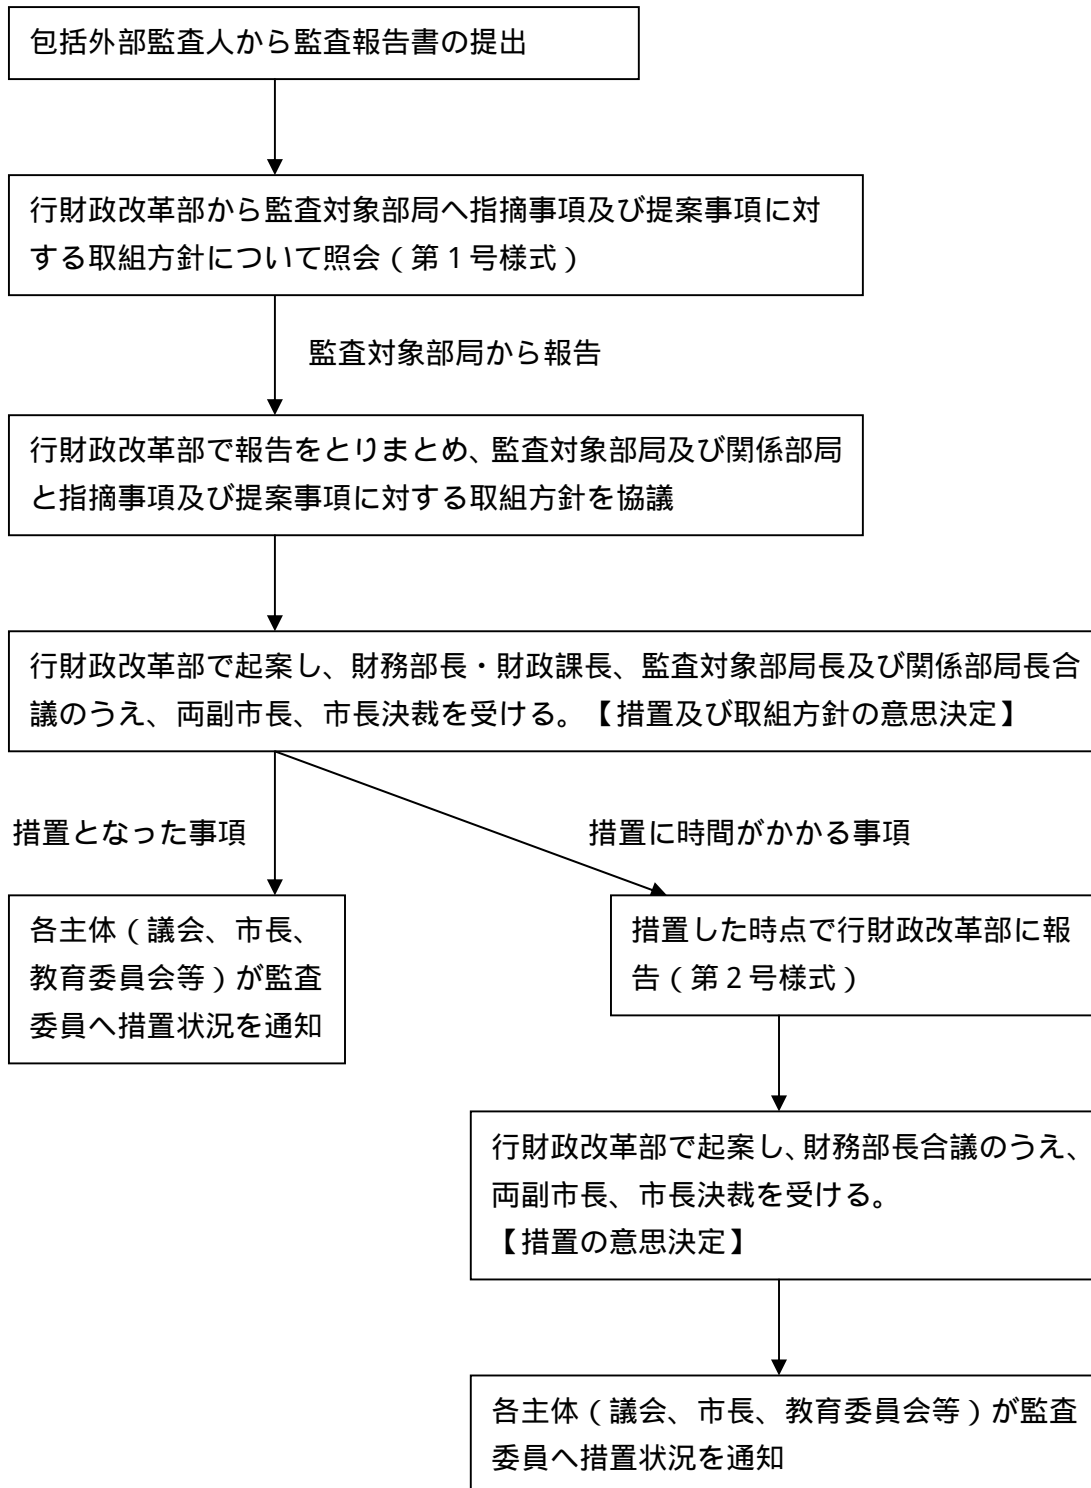 包括外部監査人から監査報告書の提出
行財政改革部から監査対象部局へ指摘事項及び提案事項に対
する取組方針について照会（第１号様式）
監査対象部局から報告
行財政改革部で報告をとりまとめ、監査対象部局及び関係部局
と指摘事項及び提案事項に対する取組方針を協議
行財政改革部で起案し、財務部長・財政課長、監査対象部局長及び関係部局長合
議のうえ、両副市長、市長決裁を受ける。【措置及び取組方針の意思決定】
措置となった事項
措置に時間がかかる事項
各主体（議会、市長、
教育委員会等）が監査
委員へ措置状況を通知
措置した時点で行財政改革部に報
告（第２号様式）
行財政改革部で起案し、財務部長合議のうえ、
両副市長、市長決裁を受ける。
【措置の意思決定】
各主体（議会、市長、教育委員会等）が監査
委員へ措置状況を通知